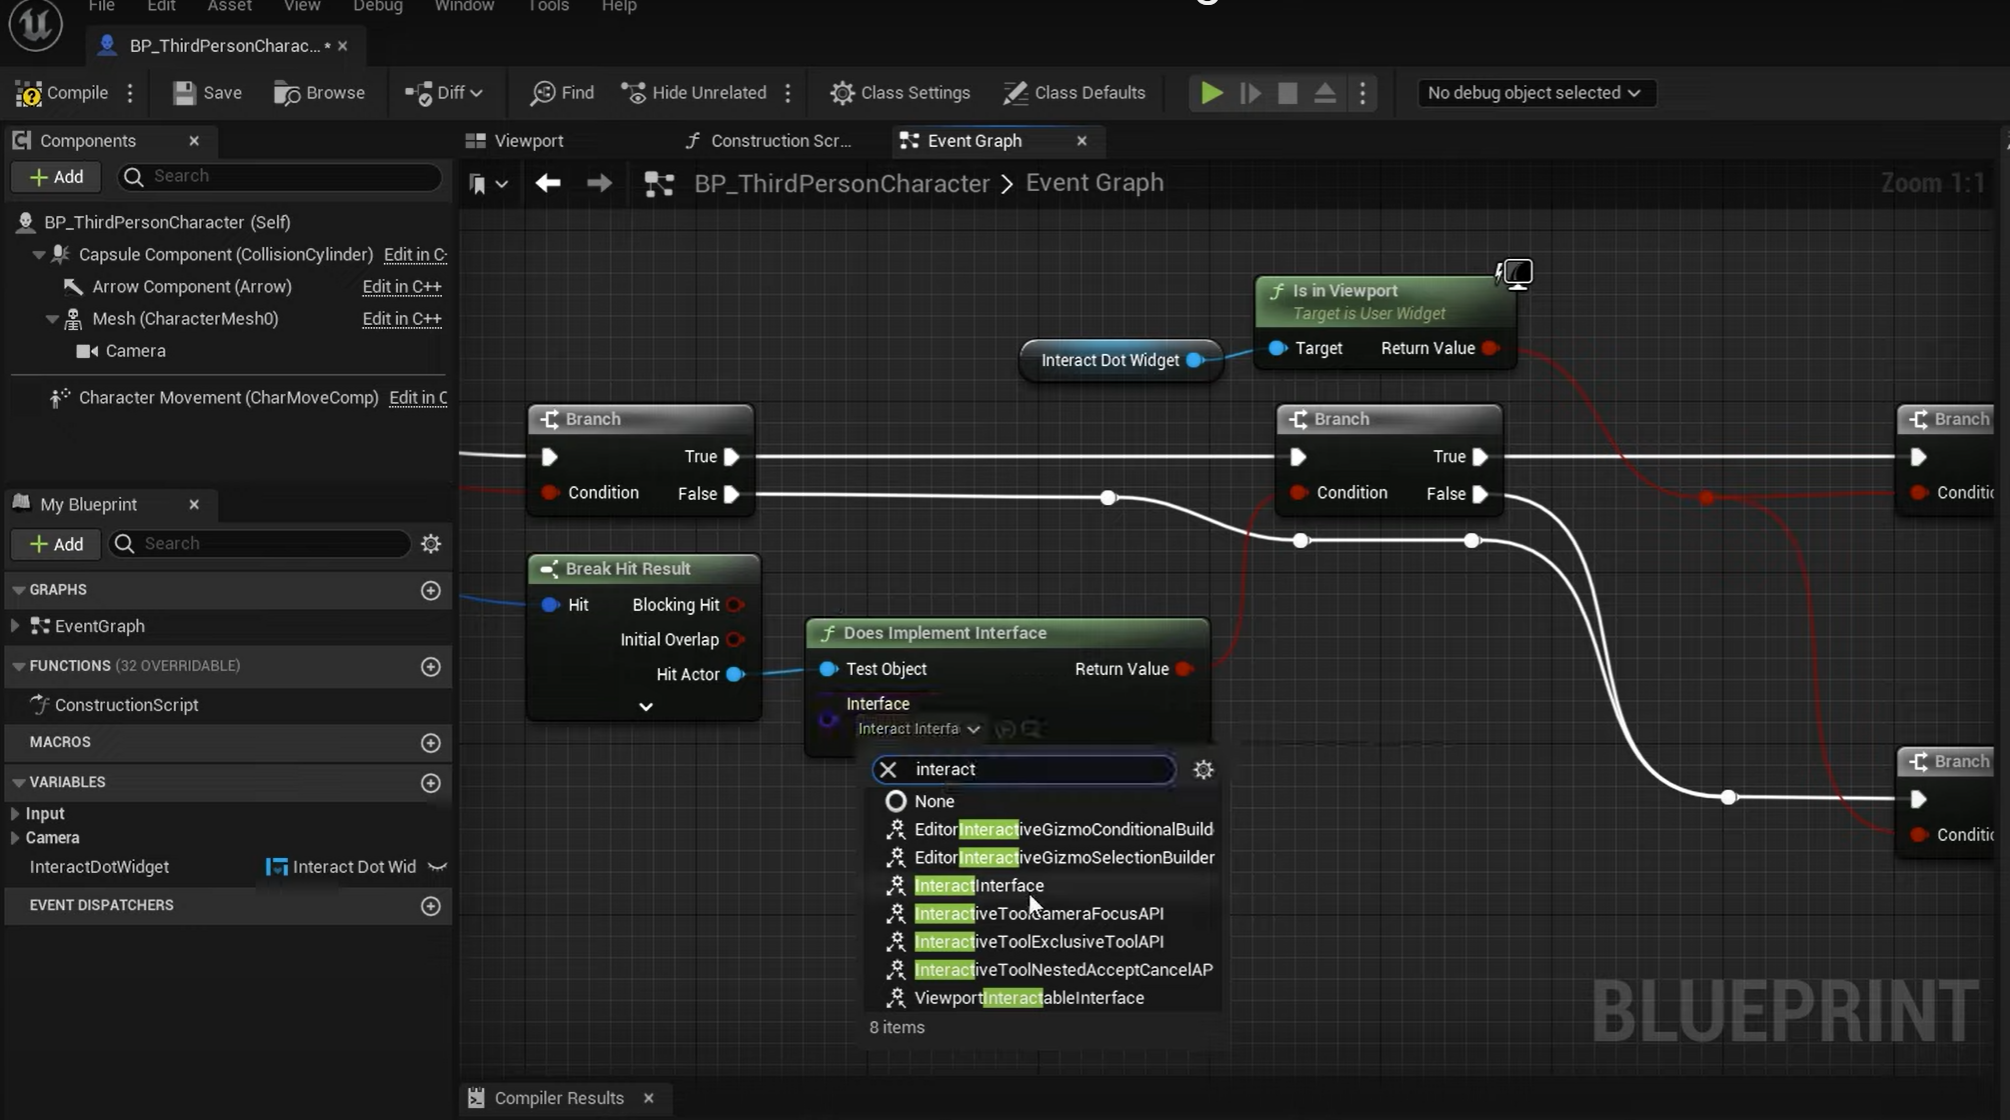 File Edit Asset View Debug Window Tools Help
BP_ThirdPersonCharac... *
Compile Save Browse Diff Find Hide Unrelated Class Settings Class Defaults No debug object selected
Components
Add Search
BP_ThirdPersonCharacter (Self)
Capsule Component (CollisionCylinder) Edit in C
Arrow Component (Arrow) Edit in C++
Mesh (CharacterMesh0) Edit in C++
Camera
Character Movement (CharMoveComp) Edit in C
My Blueprint
Add Search
GRAPHS
EventGraph
FUNCTIONS (32 OVERRIDABLE)
ConstructionScript
MACROS
VARIABLES
Input
Camera
InteractDotWidget Interact Dot Wid
EVENT DISPATCHERS
Viewport Construction Scr... Event Graph
BP_ThirdPersonCharacter > Event Graph
Zoom 1:1
Is in Viewport
Target is User Widget
Target Return Value
Interact Dot Widget
Branch
True
Condition False
Branch
True
Condition False
Branch
Conditic
Break Hit Result
Hit Blocking Hit
Initial Overlap
Hit Actor
Does Implement Interface
Test Object Return Value
Interface
Interact Interfa
interact
None
EditorInteractiveGizmoConditionalBuild
EditorInteractiveGizmoSelectionBuilder
InteractInterface
InteractiveToolCameraFocusAPI
InteractiveToolExclusiveToolAPI
InteractiveToolNestedAcceptCancelAP
ViewportInteractableInterface
8 items
Branch
Conditic
BLUEPRINT
Compiler Results